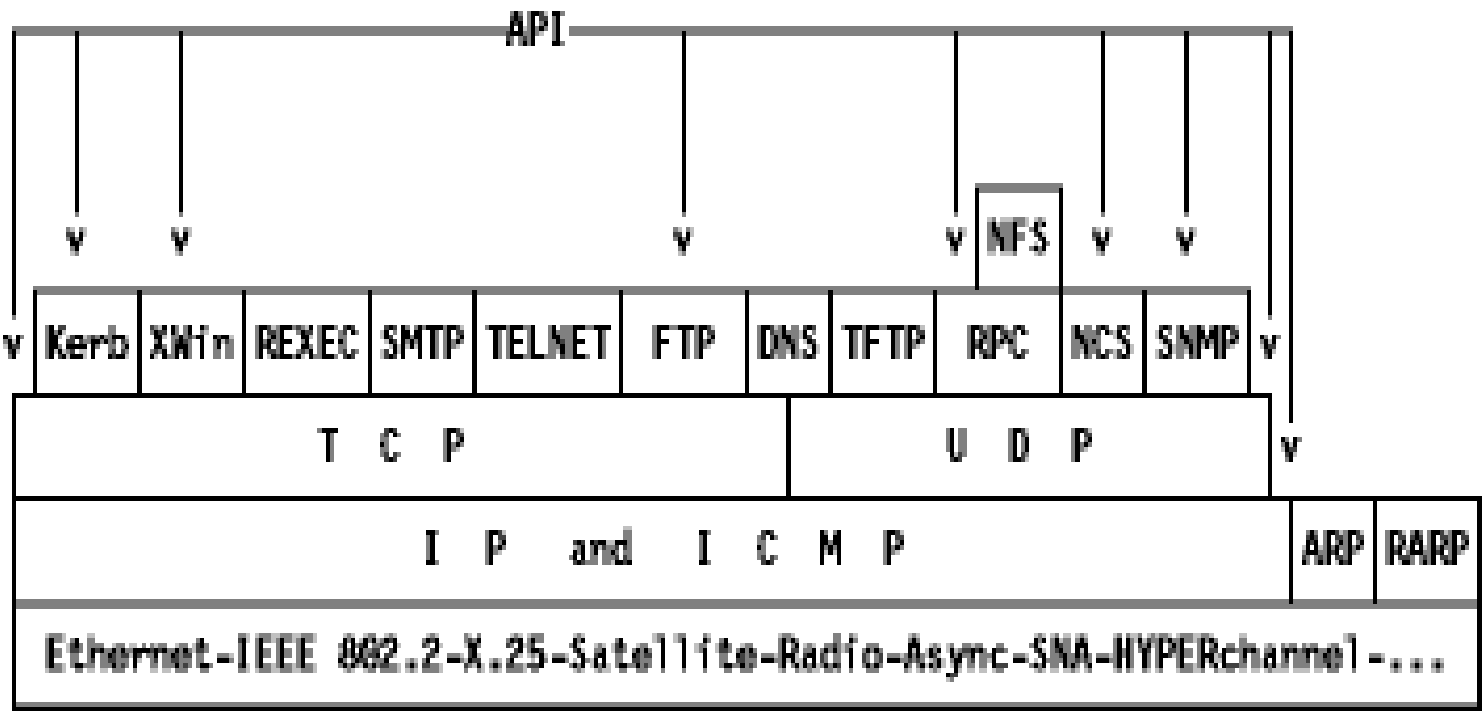 API
v v v v NFS v v
v Kerb XWin REXEC SMTP TELNET FTP DNS TFTP RPC NCS SNMP v
T C P U D P v
I P and I C M P ARP RARP
Ethernet-IEEE 802.2-X.25-Satellite-Radio-Async-SNA-HYPERchannel-...